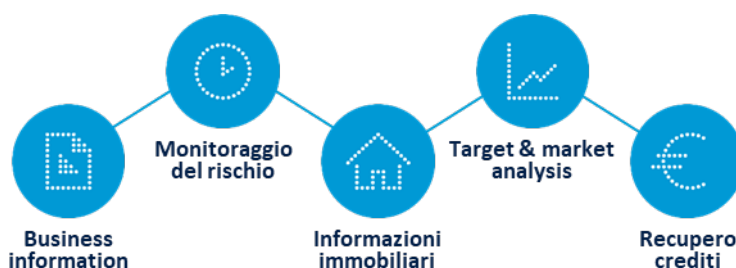 Business
information
Monitoraggio
del rischio
Informazioni
immobiliari
Target & market
analysis
Recupero
crediti